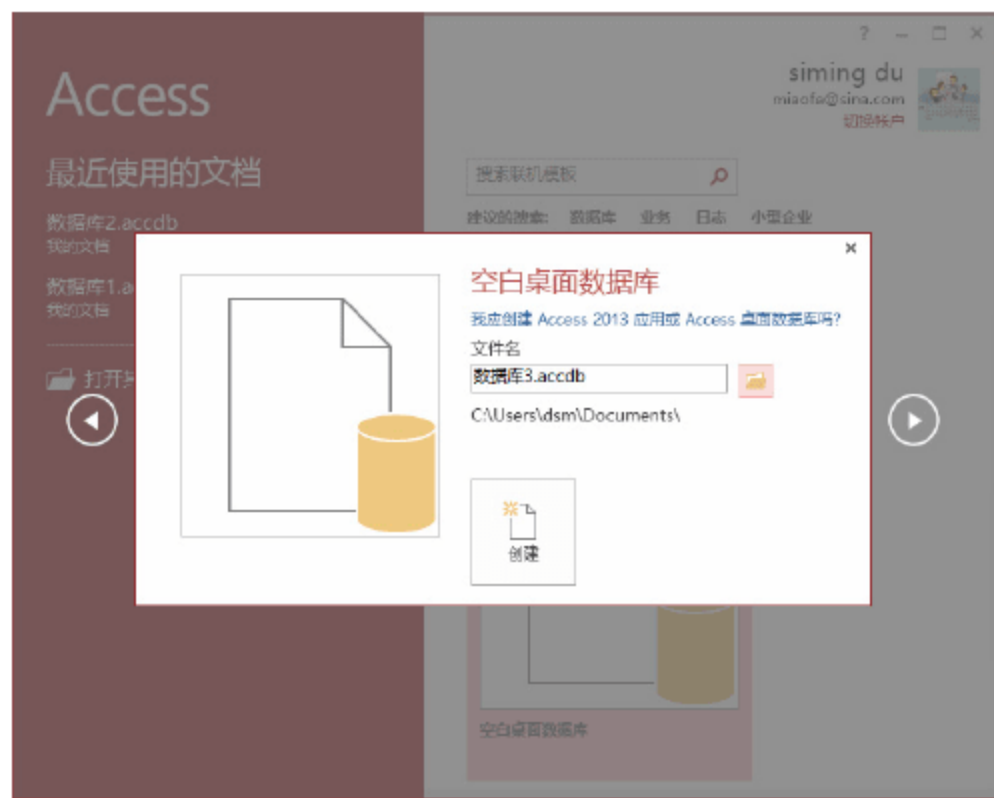 ?
Access
siming du
miaofa@sina.com
切换帐户
最近使用的文档
搜索联机模板
建议的搜索: 数据库 业务 日志 小型企业
数据库2.accdb
我的文档
数据库1.a
我的文档
打开
空白桌面数据库
我应创建 Access 2013 应用或 Access 桌面数据库吗?
文件名
数据库3.accdb
C:\Users\dsm\Documents\
创建
空白桌面数据库